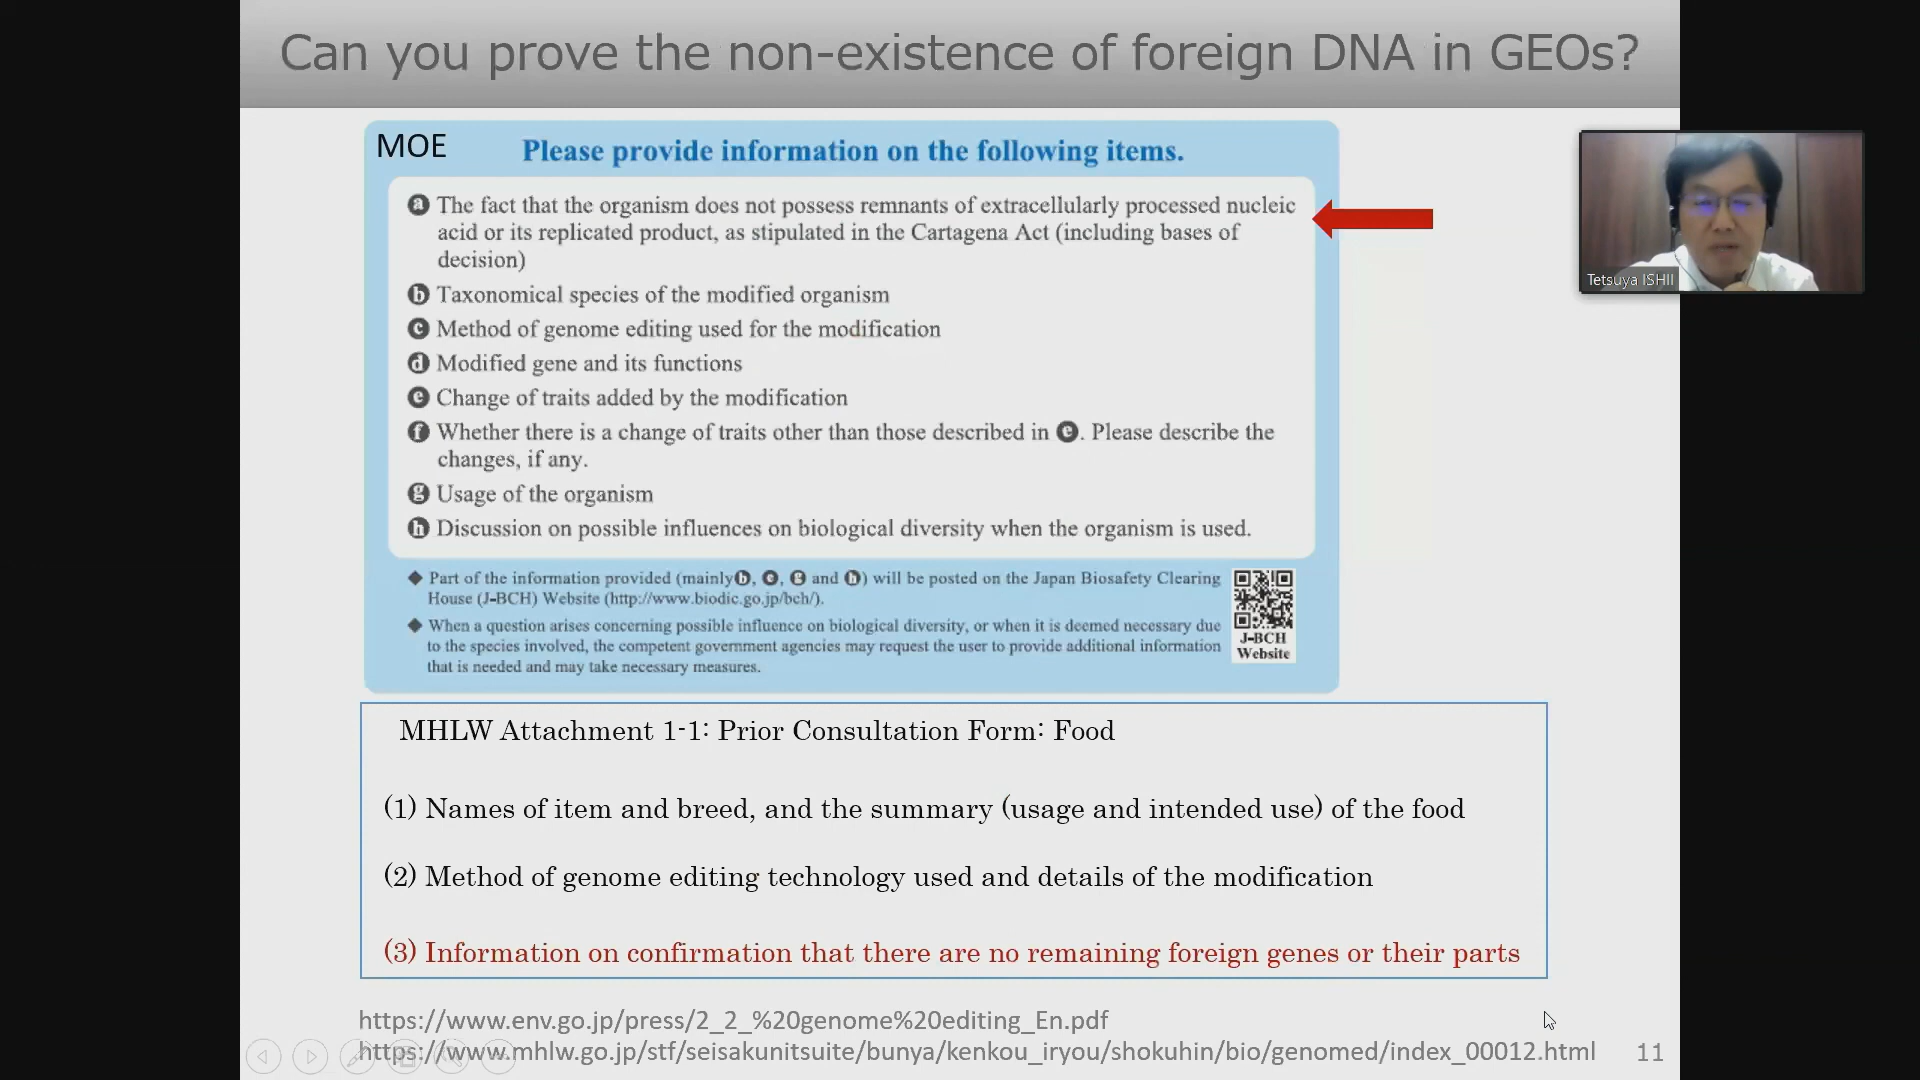 Can you prove the non-existence of foreign DNA in GEOs?
MOE
Please provide information on the following items.
a The fact that the organism does not possess remnants of extracellularly processed nucleic
acid or its replicated product, as stipulated in the Cartagena Act (including bases of
decision)
b Taxonomical species of the modified organism
c Method of genome editing used for the modification
d Modified gene and its functions
e Change of traits added by the modification
f Whether there is a change of traits other than those described in e. Please describe the
changes, if any.
g Usage of the organism
h Discussion on possible influences on biological diversity when the organism is used.
◆ Part of the information provided (mainly b, e, g and h) will be posted on the Japan Biosafety Clearing
House (J-BCH) Website (http://www.biodic.go.jp/bch/).
◆ When a question arises concerning possible influence on biological diversity, or when it is deemed necessary due
to the species involved, the competent government agencies may request the user to provide additional information
that is needed and may take necessary measures.
J-BCH
Website
Tetsuya ISHII
MHLW Attachment 1-1: Prior Consultation Form: Food
(1) Names of item and breed, and the summary (usage and intended use) of the food
(2) Method of genome editing technology used and details of the modification
(3) Information on confirmation that there are no remaining foreign genes or their parts
https://www.env.go.jp/press/2_2_%20genome%20editing_En.pdf
https://www.mhlw.go.jp/stf/seisakunitsuite/bunya/kenkou_iryou/shokuhin/bio/genomed/index_00012.html
11